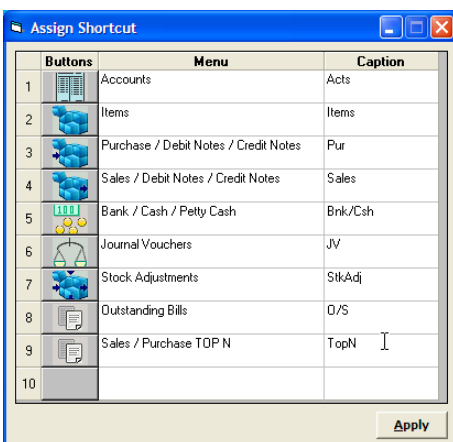 Assign Shortcut
Buttons Menu Caption
1 Accounts Acts
2 Items Items
3 Purchase / Debit Notes / Credit Notes Pur
4 Sales / Debit Notes / Credit Notes Sales
5 100 Bank / Cash / Petty Cash Bnk/Csh
6 Journal Vouchers JV
7 Stock Adjustments StkAdj
8 Outstanding Bills O/S
9 Sales / Purchase TOP N TopN
10
Apply